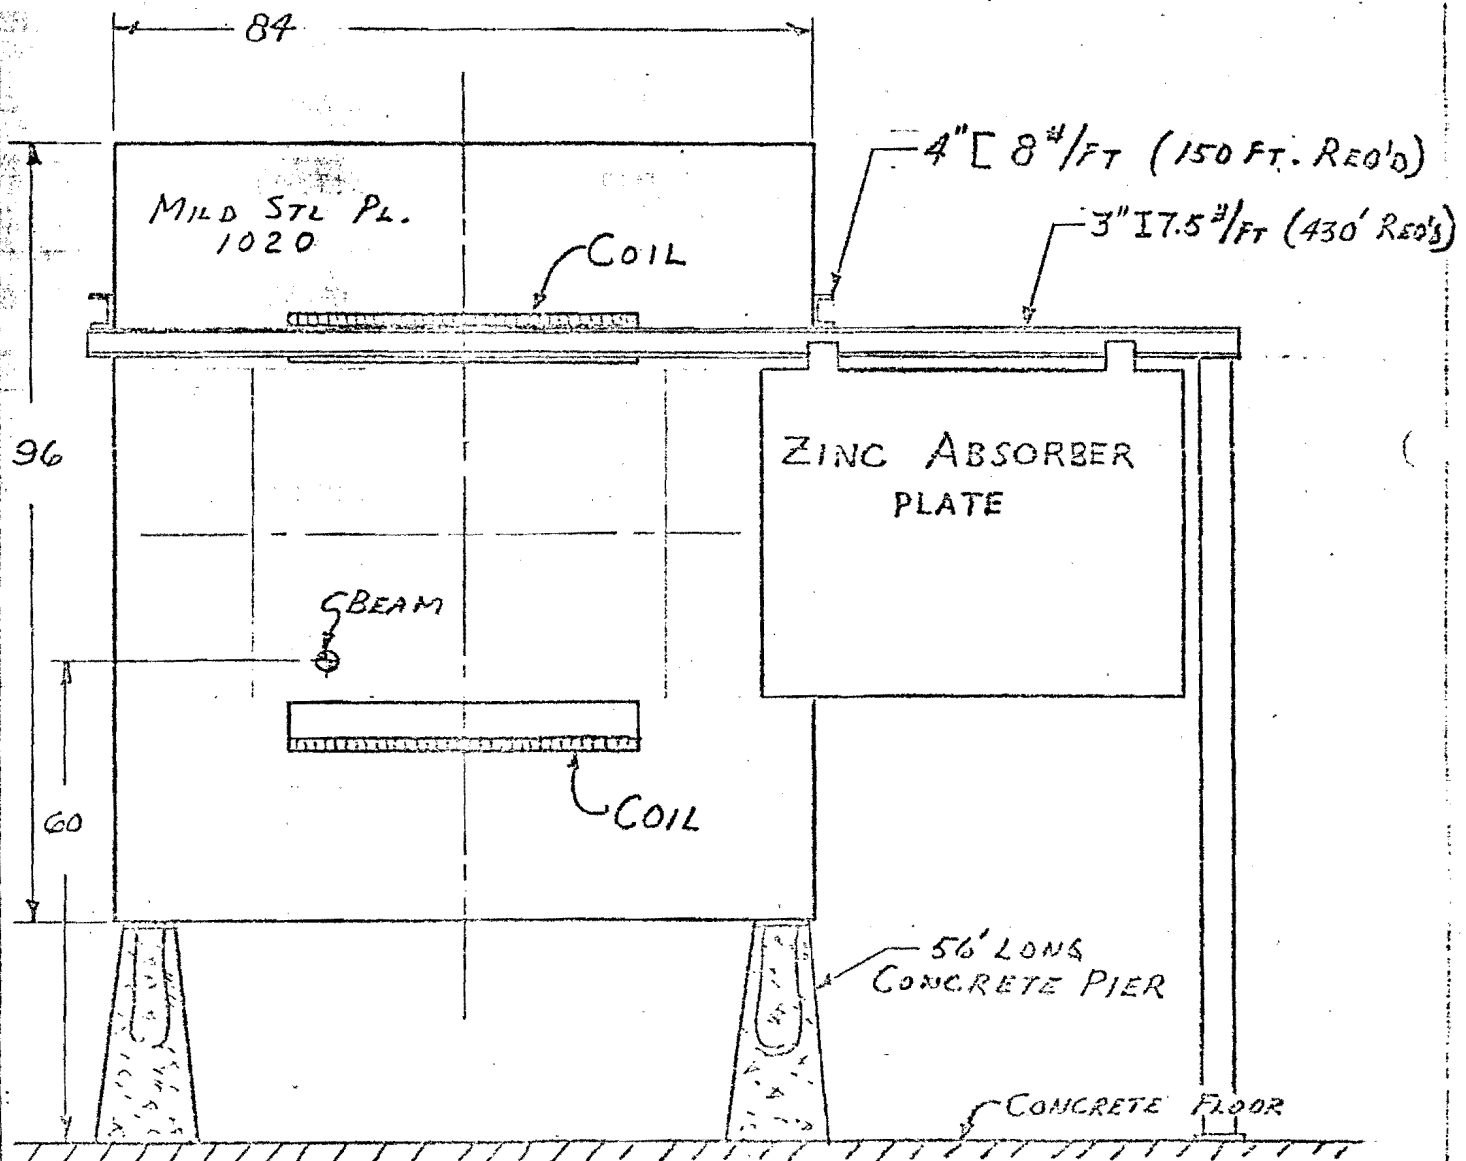 84
4"[ 8#/FT (150 FT. REQ'D)
3"I7.5#/FT (430' REQ'D)
MILD STL PL.
1020
COIL
96
ZINC ABSORBER
PLATE
BEAM
60
COIL
56' LONG
CONCRETE PIER
CONCRETE FLOOR